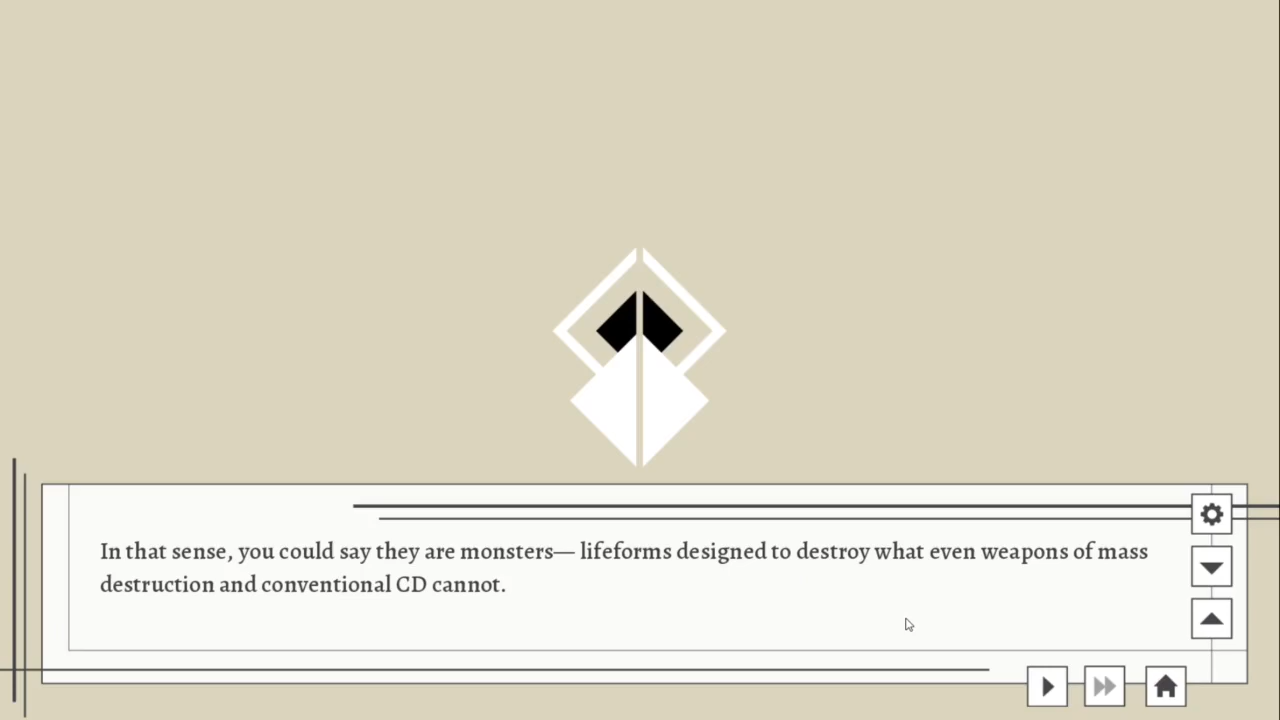 In that sense, you could say they are monsters— lifeforms designed to destroy what even weapons of mass
destruction and conventional CD cannot.